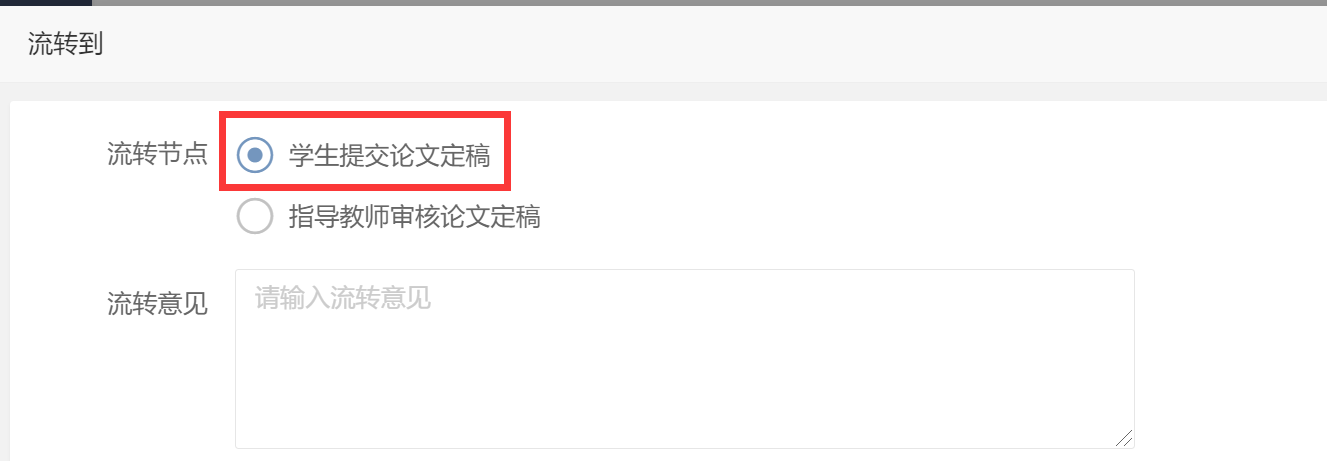 流转到
流转节点
学生提交论文定稿
指导教师审核论文定稿
流转意见
请输入流转意见